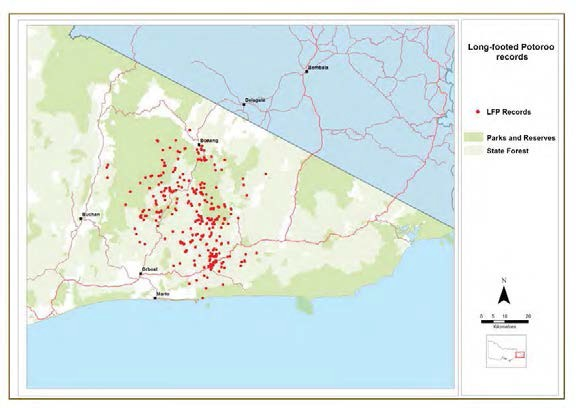 Long-footed Potoroo
records
LFP Records
Parks and Reserves
State Forest
Bombala
Delegate
Bonang
Buchan
Orbost
Marlo
N
0 5 10 20
Kilometres